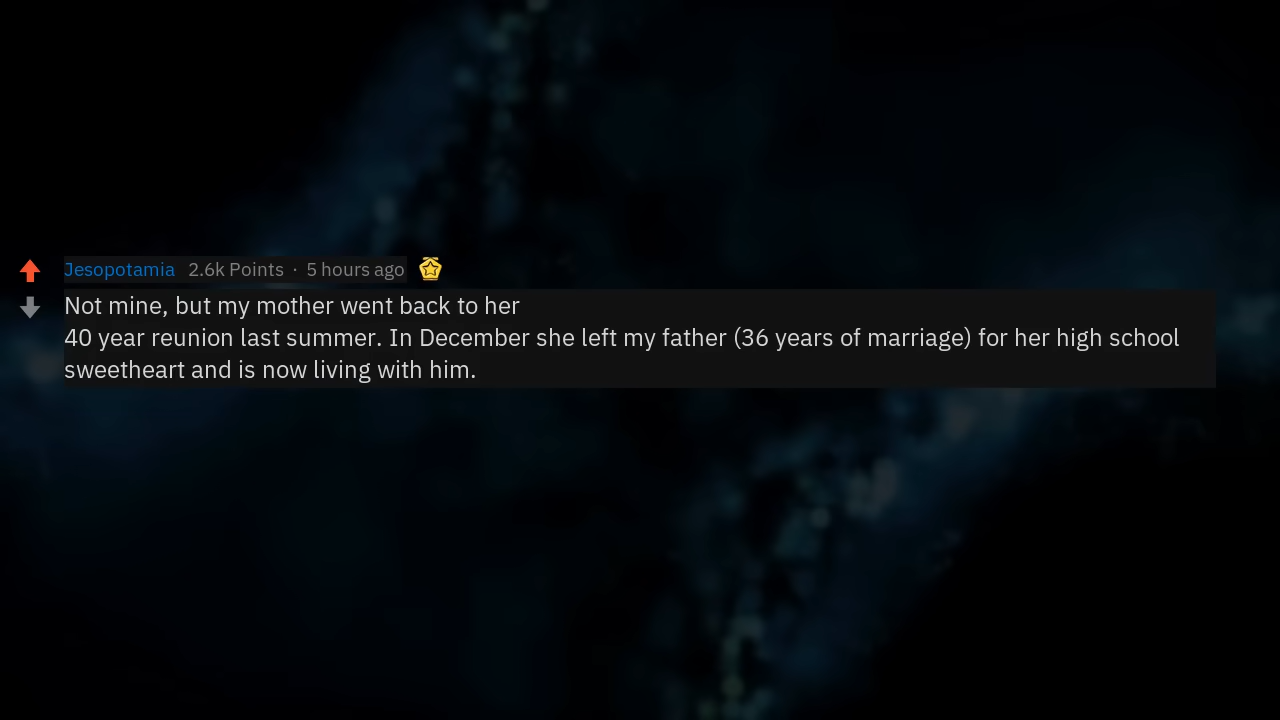 Jesopotamia 2.6k Points · 5 hours ago
Not mine, but my mother went back to her
40 year reunion last summer. In December she left my father (36 years of marriage) for her high school
sweetheart and is now living with him.